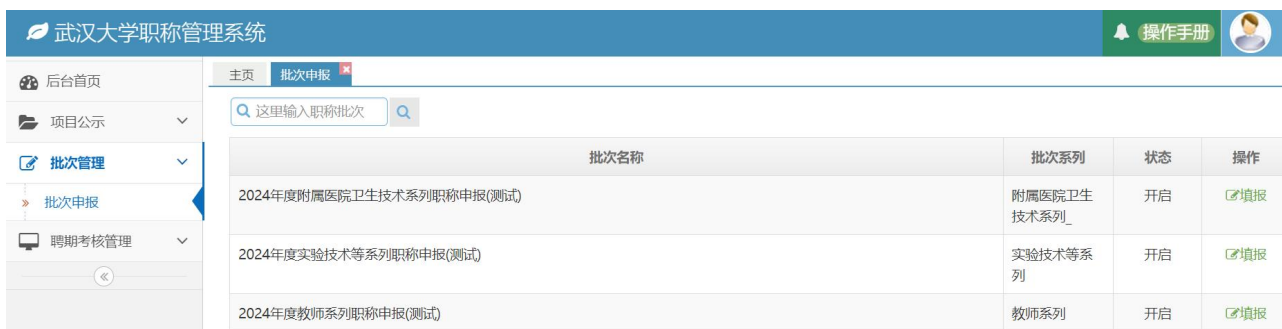 武汉大学职称管理系统
操作手册
后台首页
项目公示
批次管理
批次申报
聘期考核管理
主页 批次申报
这里输入职称批次
批次名称 批次系列 状态 操作
2024年度附属医院卫生技术系列职称申报(测试) 附属医院卫生 开启 填报
技术系列_
2024年度实验技术等系列职称申报(测试) 实验技术等系 开启 填报
列
2024年度教师系列职称申报(测试) 教师系列 开启 填报